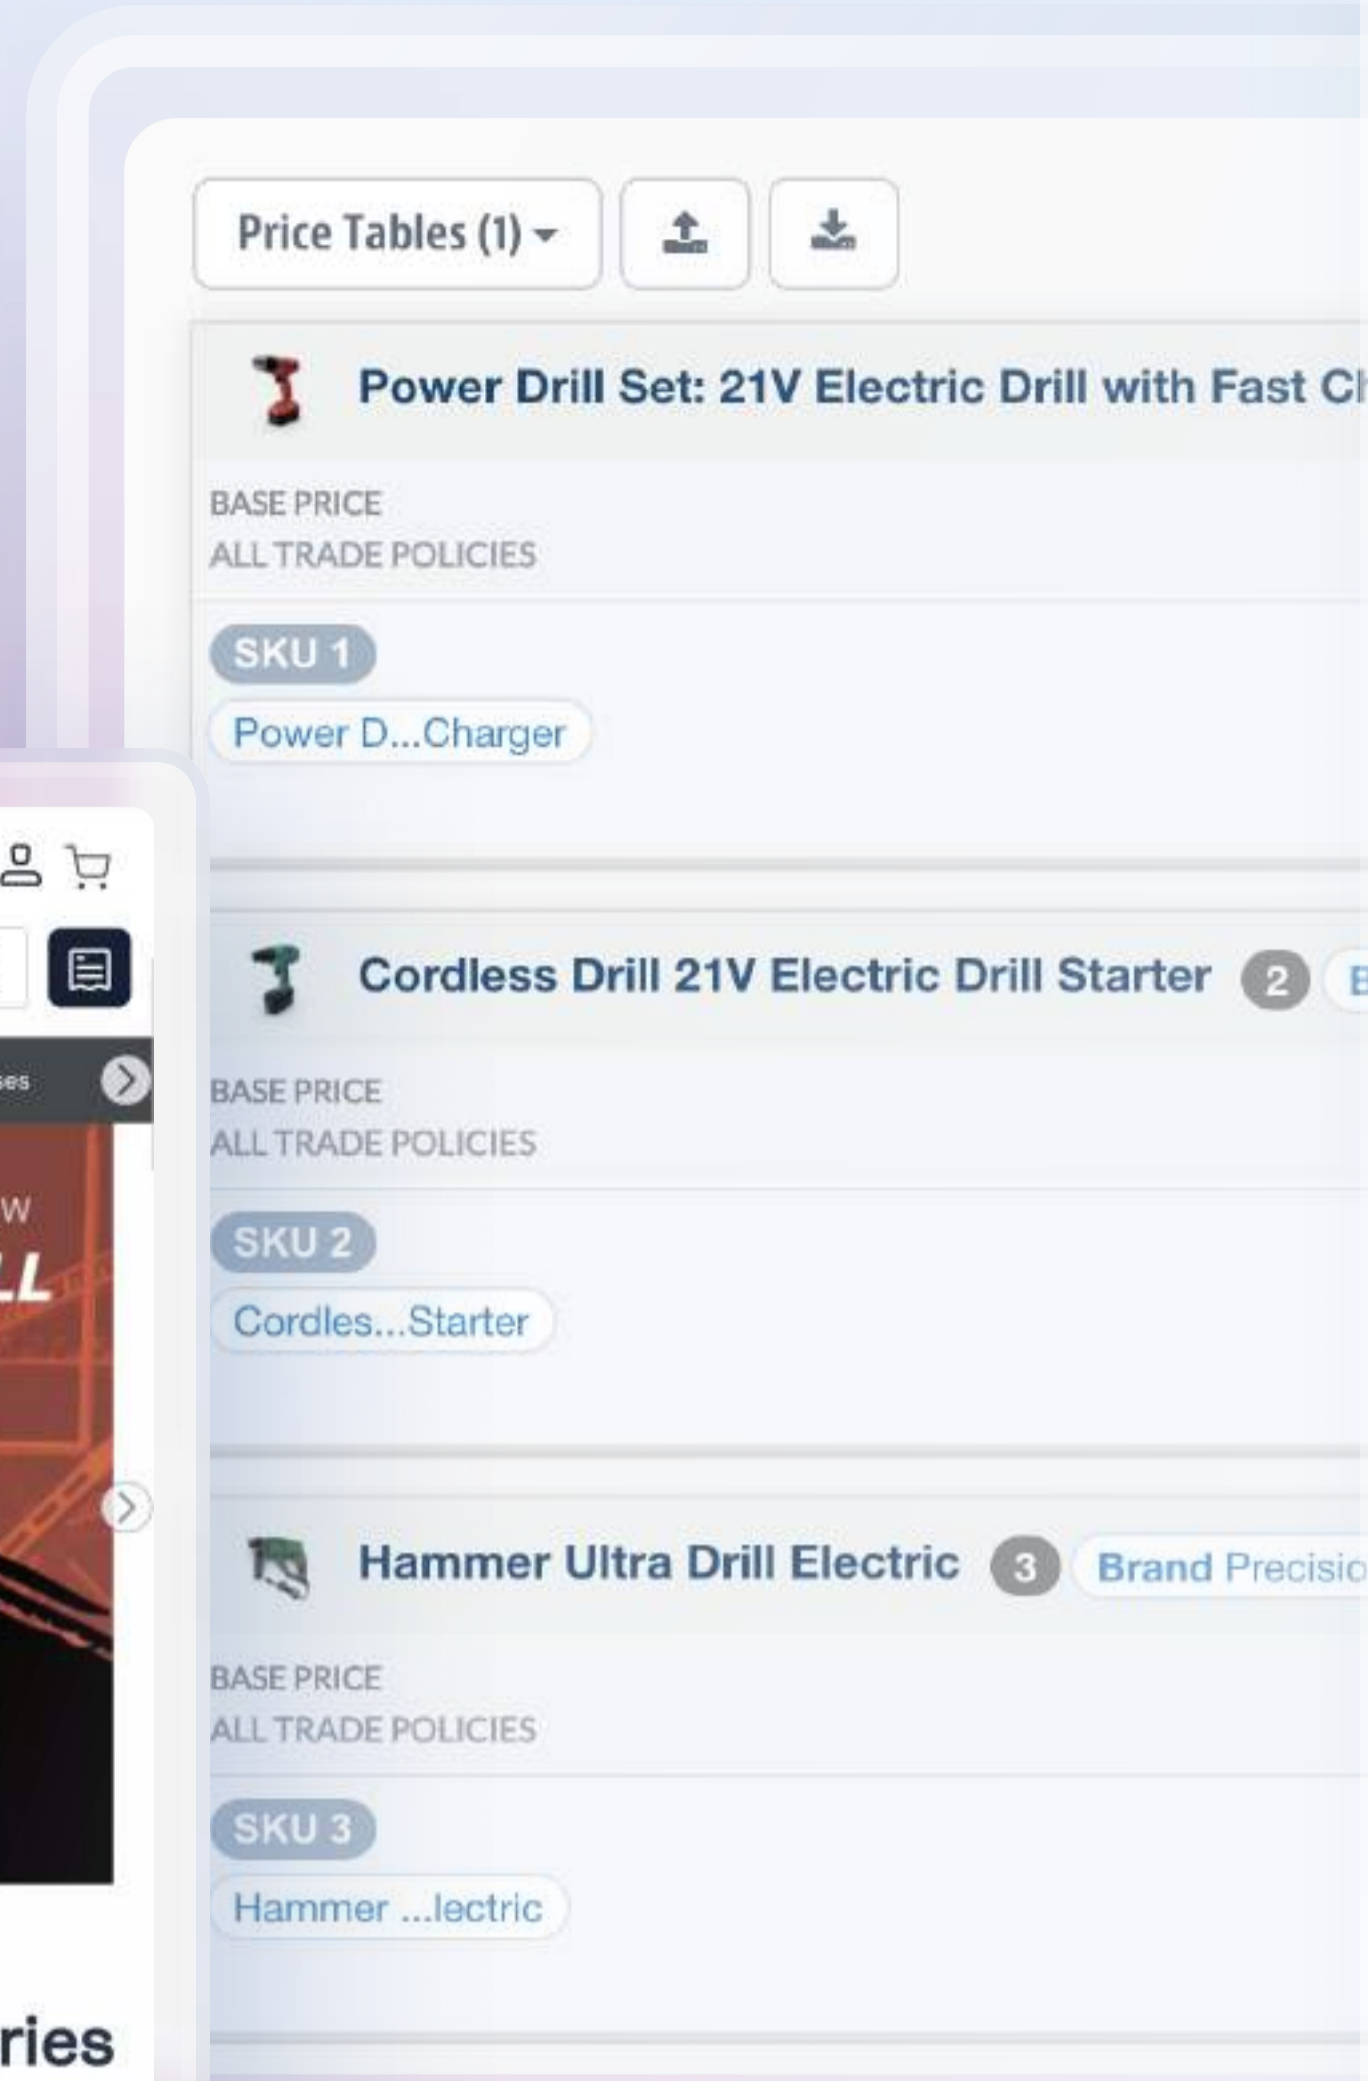 Price Tables (1)
Power Drill Set: 21V Electric Drill with Fast
BASE PRICE
ALL TRADE POLICIES
SKU 1
Power D...Charger
Cordless Drill 21V Electric Drill Starter 2
BASE PRICE
ALL TRADE POLICIES
SKU 2
Cordles...Starter
Hammer Ultra Drill Electric 3 Brand Precisio
BASE PRICE
ALL TRADE POLICIES
SKU 3
Hammer ...lectric
ses
W
LL
ries